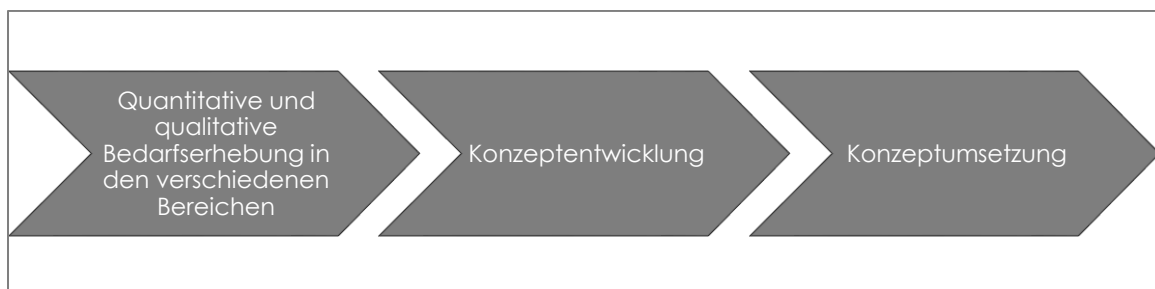 Quantitative und
qualitative
Bedarfserhebung in
den verschiedenen
Bereichen
Konzeptentwicklung
Konzeptumsetzung